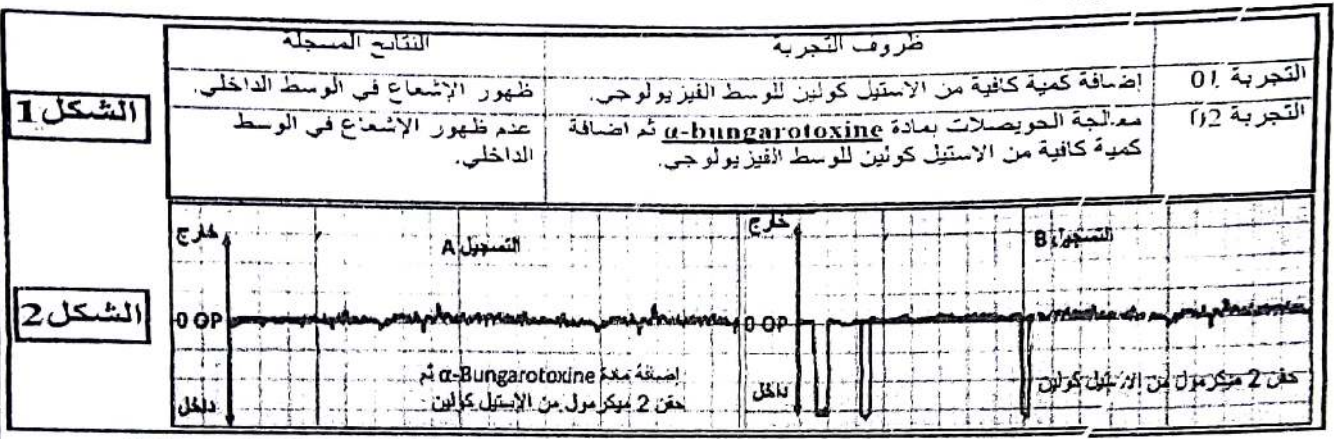 ظروف التجربة
النتائج المسجلة
التجربة 01
إضافة كمية كافية من الاستيل كولين للوسط الفيزيولوجي.
ظهور الإشعاع في الوسط الداخلي.
التجربة 02
معالجة الحويصلات بمادة α-bungarotoxine ثم اضافة
كمية كافية من الاستيل كولين للوسط الفيزيولوجي.
عدم ظهور الإشعاع في الوسط
الداخلي.
الشكل 1
خارج
التسجيل B
0 OP
داخل
حقن 2 ميكرمول من الاستيل كولين
خارج
التسجيل A
0 OP
إضافة مادة α-Bungarotoxine ثم
حقن 2 ميكرمول من الإستيل كولين
داخل
الشكل 2